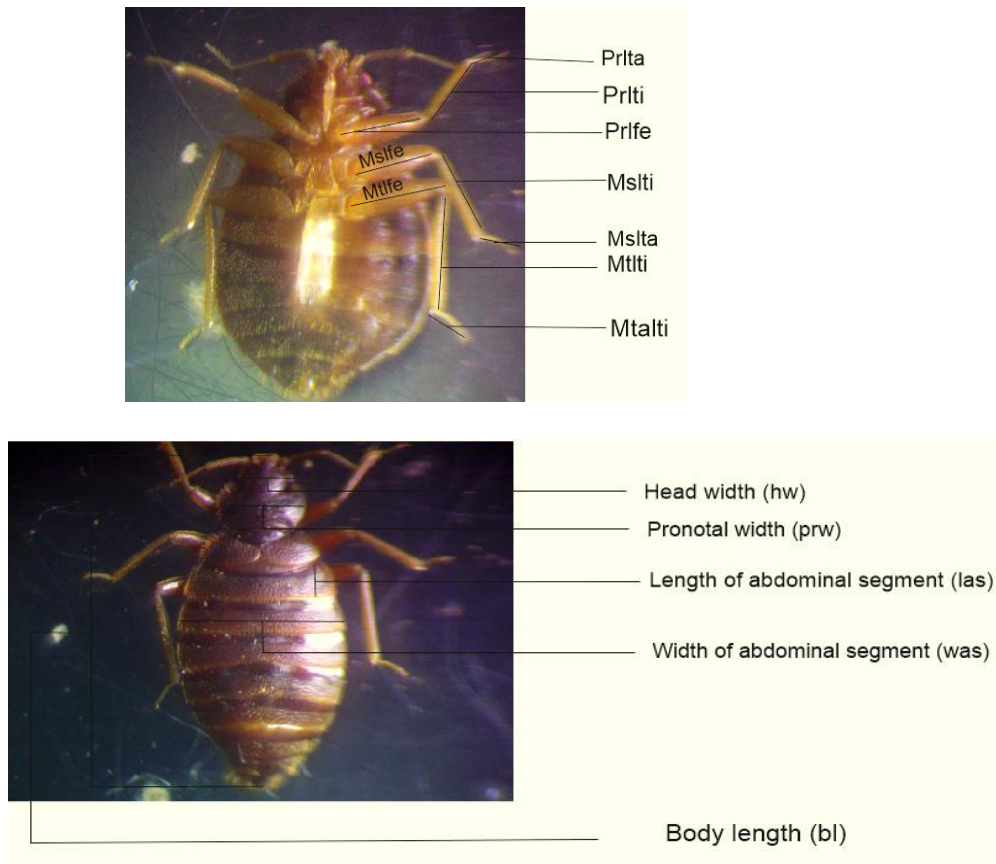 Prlta
Prlti
Prlfe
Mslfe
Mslti
Mtlfe
Mslta
Mtlti
Mtalti
Head width (hw)
Pronotal width (prw)
Length of abdominal segment (las)
Width of abdominal segment (was)
Body length (bl)